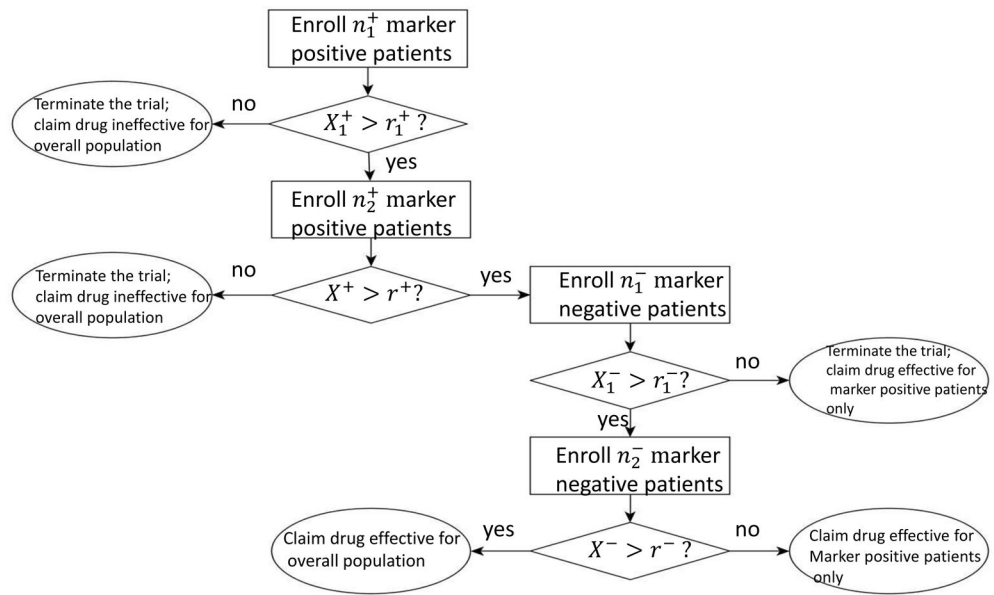 Enroll n₁⁺ marker
positive patients
no
Terminate the trial;
claim drug ineffective for
overall population
X₁⁺ > r₁⁺ ?
yes
Enroll n₂⁺ marker
positive patients
no
Terminate the trial;
claim drug ineffective for
overall population
X⁺ > r⁺?
yes
Enroll n₁⁻ marker
negative patients
X₁⁻ > r₁⁻?
no
Terminate the trial;
claim drug effective for
marker positive patients
only
yes
Enroll n₂⁻ marker
negative patients
Claim drug effective for
overall population
yes
X⁻ > r⁻ ?
no
Claim drug effective for
Marker positive patients
only